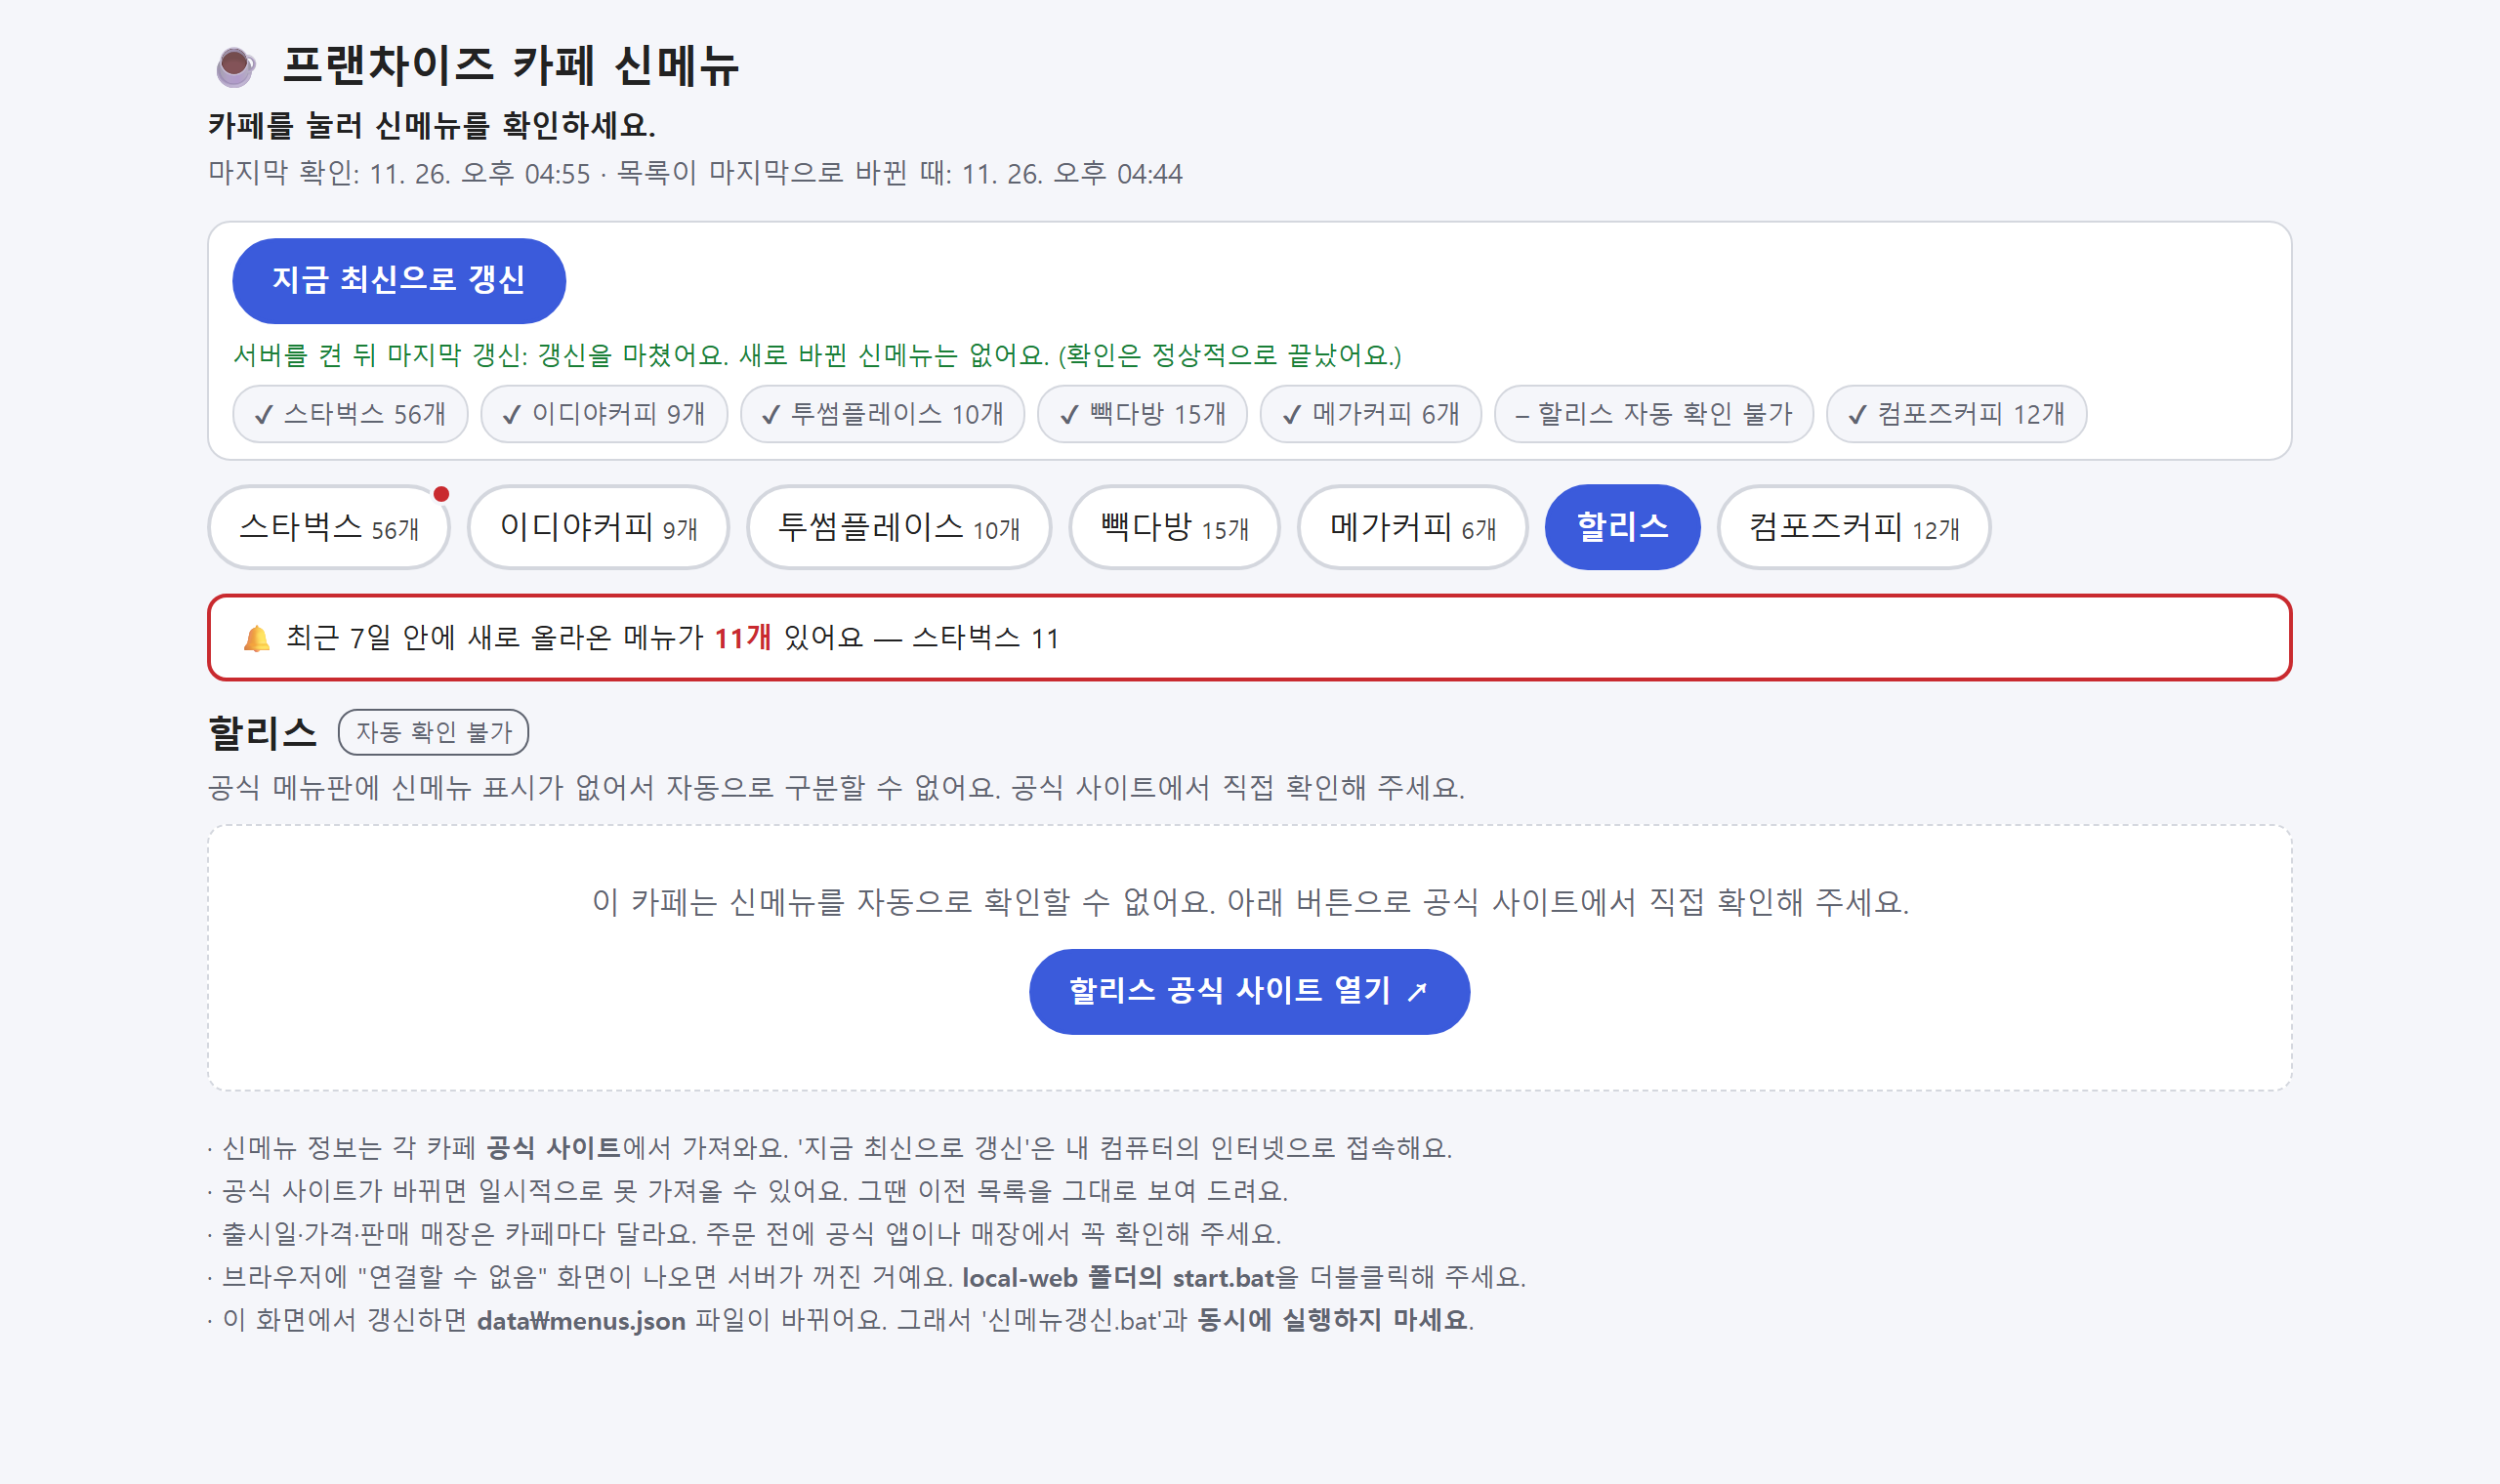 프랜차이즈 카페 신메뉴
카페를 눌러 신메뉴를 확인하세요.
마지막 확인: 11. 26. 오후 04:55 · 목록이 마지막으로 바뀐 때: 11. 26. 오후 04:44
지금 최신으로 갱신
서버를 켠 뒤 마지막 갱신: 갱신을 마쳤어요. 새로 바뀐 신메뉴는 없어요. (확인은 정상적으로 끝났어요.)
✓ 스타벅스 56개 ✓ 이디야커피 9개 ✓ 투썸플레이스 10개 ✓ 빽다방 15개 ✓ 메가커피 6개 – 할리스 자동 확인 불가 ✓ 컴포즈커피 12개
스타벅스 56개 이디야커피 9개 투썸플레이스 10개 빽다방 15개 메가커피 6개 할리스 컴포즈커피 12개
최근 7일 안에 새로 올라온 메뉴가 11개 있어요 — 스타벅스 11
할리스 자동 확인 불가
공식 메뉴판에 신메뉴 표시가 없어서 자동으로 구분할 수 없어요. 공식 사이트에서 직접 확인해 주세요.
이 카페는 신메뉴를 자동으로 확인할 수 없어요. 아래 버튼으로 공식 사이트에서 직접 확인해 주세요.
할리스 공식 사이트 열기 ↗
· 신메뉴 정보는 각 카페 공식 사이트에서 가져와요. '지금 최신으로 갱신'은 내 컴퓨터의 인터넷으로 접속해요.
· 공식 사이트가 바뀌면 일시적으로 못 가져올 수 있어요. 그땐 이전 목록을 그대로 보여 드려요.
· 출시일·가격·판매 매장은 카페마다 달라요. 주문 전에 공식 앱이나 매장에서 꼭 확인해 주세요.
· 브라우저에 "연결할 수 없음" 화면이 나오면 서버가 꺼진 거예요. local-web 폴더의 start.bat을 더블클릭해 주세요.
· 이 화면에서 갱신하면 data₩menus.json 파일이 바뀌어요. 그래서 '신메뉴갱신.bat'과 동시에 실행하지 마세요.